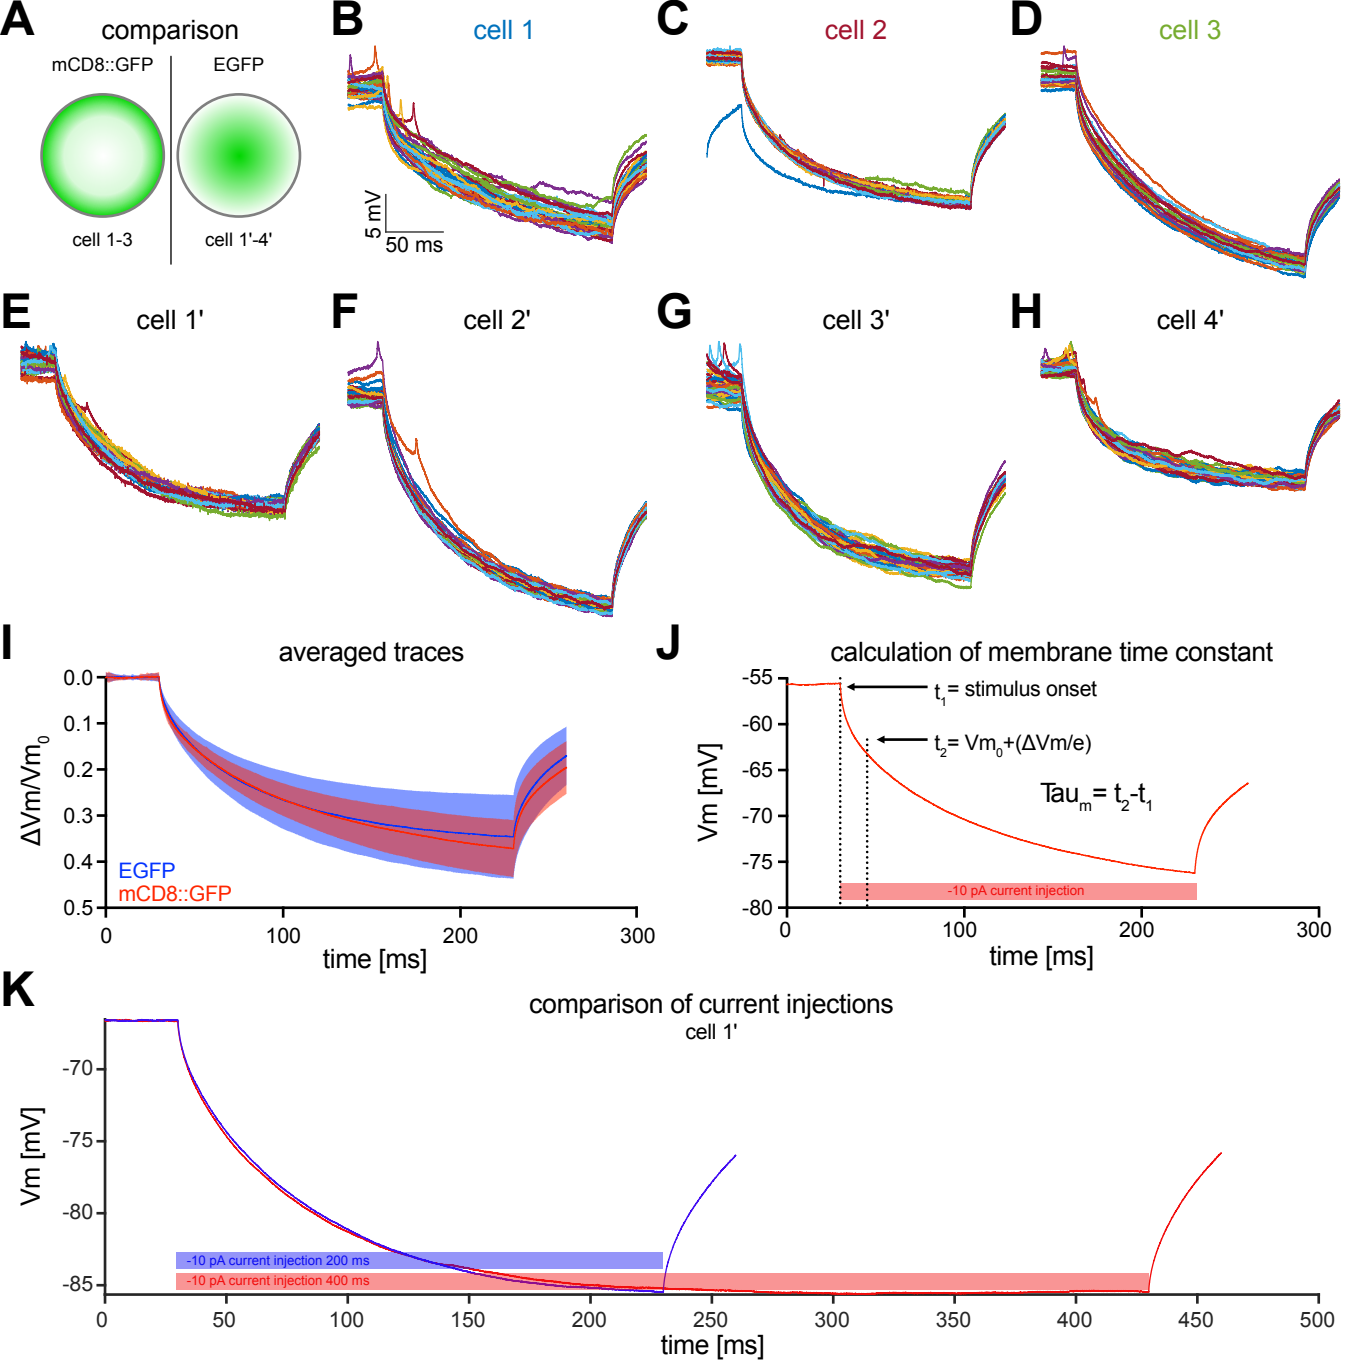 A
comparison
mCD8::GFP
EGFP
cell 1-3
cell 1'-4'
B
cell 1
5 mV
50 ms
C
cell 2
D
cell 3
E
cell 1'
F
cell 2'
G
cell 3'
H
cell 4'
I
averaged traces
0.0
0.1
0.2
0.3
0.4
0.5
ΔVm/Vm0
EGFP
mCD8::GFP
0
100
200
300
time [ms]
J
calculation of membrane time constant
-55
-60
-65
-70
-75
-80
Vm [mV]
t1= stimulus onset
t2= Vm0+(ΔVm/e)
Taum= t2-t1
-10 pA current injection
0
100
200
300
time [ms]
K
comparison of current injections
cell 1'
-70
-75
-80
-85
Vm [mV]
-10 pA current injection 200 ms
-10 pA current injection 400 ms
0
50
100
150
200
250
300
350
400
450
500
time [ms]